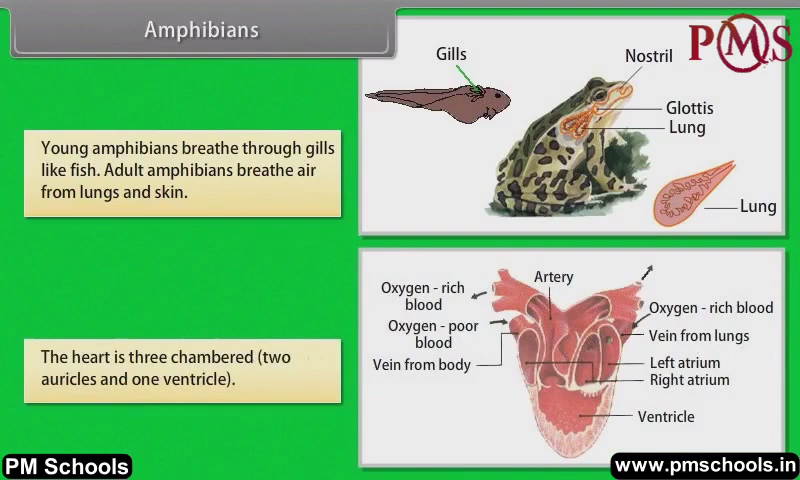 Amphibians
PMS
Gills
Nostril
Glottis
Lung
Lung
Young amphibians breathe through gills
like fish. Adult amphibians breathe air
from lungs and skin.
Artery
Oxygen - rich
blood
Oxygen - poor
blood
Vein from body
Oxygen - rich blood
Vein from lungs
Left atrium
Right atrium
Ventricle
The heart is three chambered (two
auricles and one ventricle).
PM Schools
www.pmschools.in